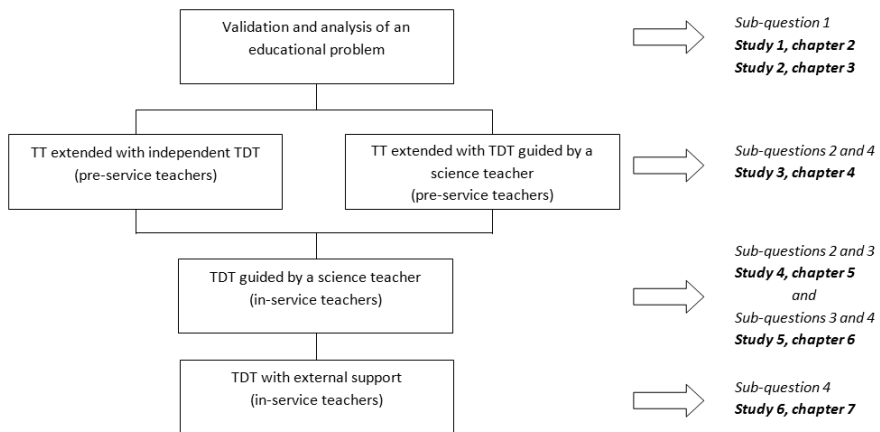 Validation and analysis of an
educational problem
Sub-question 1
Study 1, chapter 2
Study 2, chapter 3
TT extended with independent TDT
(pre-service teachers)
TT extended with TDT guided by a
science teacher
(pre-service teachers)
Sub-questions 2 and 4
Study 3, chapter 4
TDT guided by a science teacher
(in-service teachers)
Sub-questions 2 and 3
Study 4, chapter 5
and
Sub-questions 3 and 4
Study 5, chapter 6
TDT with external support
(in-service teachers)
Sub-question 4
Study 6, chapter 7